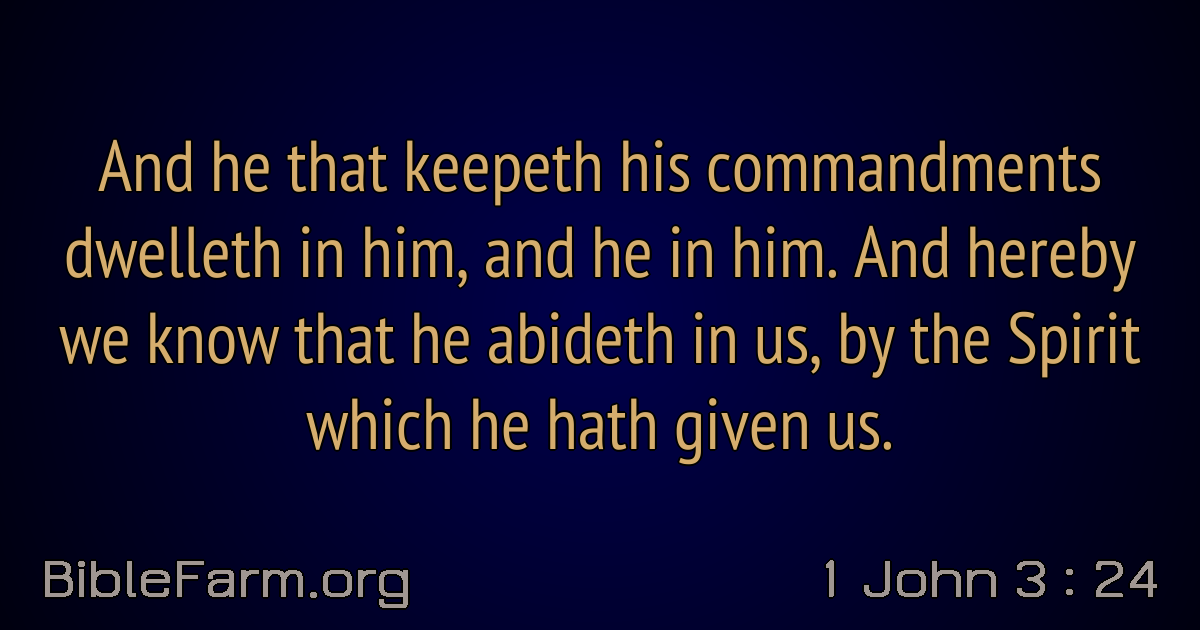 And he that keepeth his commandments
dwelleth in him, and he in him. And hereby
we know that he abideth in us, by the Spirit
which he hath given us.
BibleFarm.org
1 John 3 : 24